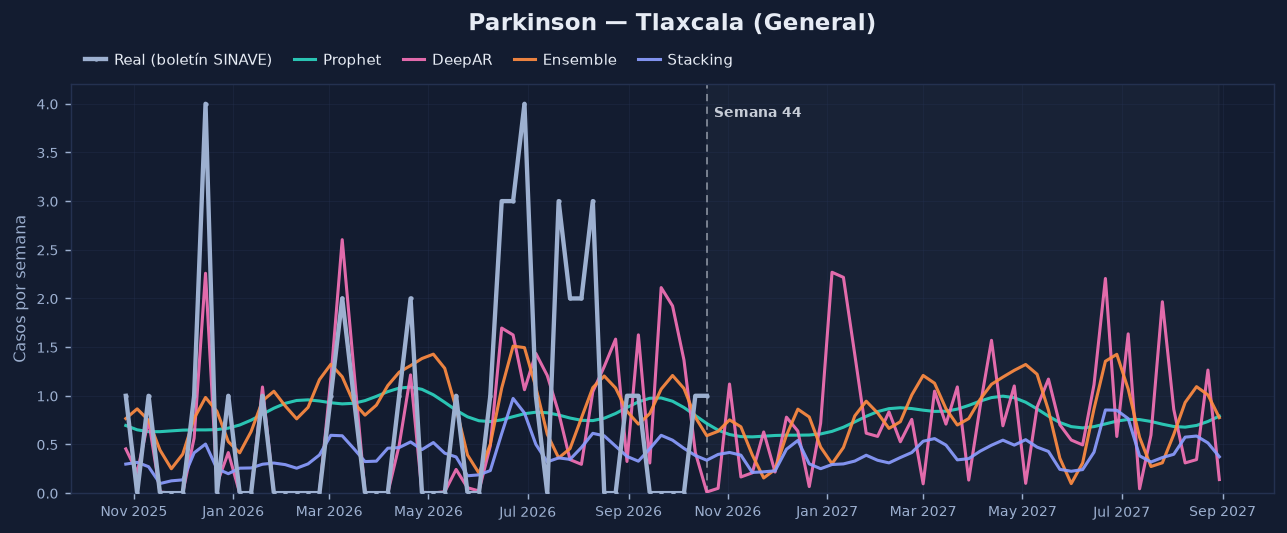 Parkinson — Tlaxcala (General)
Real (boletín SINAVE) Prophet DeepAR Ensemble Stacking
Semana 44
Casos por semana
4.0
3.5
3.0
2.5
2.0
1.5
1.0
0.5
0.0
Nov 2025 Jan 2026 Mar 2026 May 2026 Jul 2026 Sep 2026 Nov 2026 Jan 2027 Mar 2027 May 2027 Jul 2027 Sep 2027